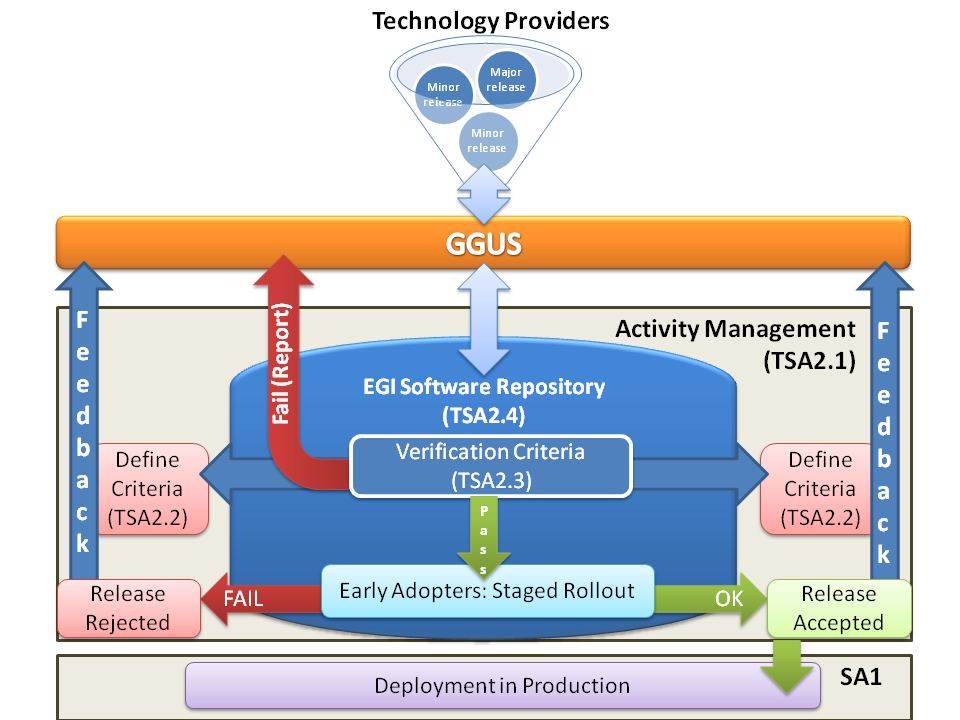 Technology Providers
Major
release
Minor
release
Minor
release
GGUS
Feedback
Fail (Report)
Activity Management
(TSA2.1)
Feedback
EGI Software Repository
(TSA2.4)
Verification Criteria
(TSA2.3)
Define
Criteria
(TSA2.2)
Define
Criteria
(TSA2.2)
Pass
Early Adopters: Staged Rollout
FAIL
OK
Release
Rejected
Release
Accepted
SA1
Deployment in Production